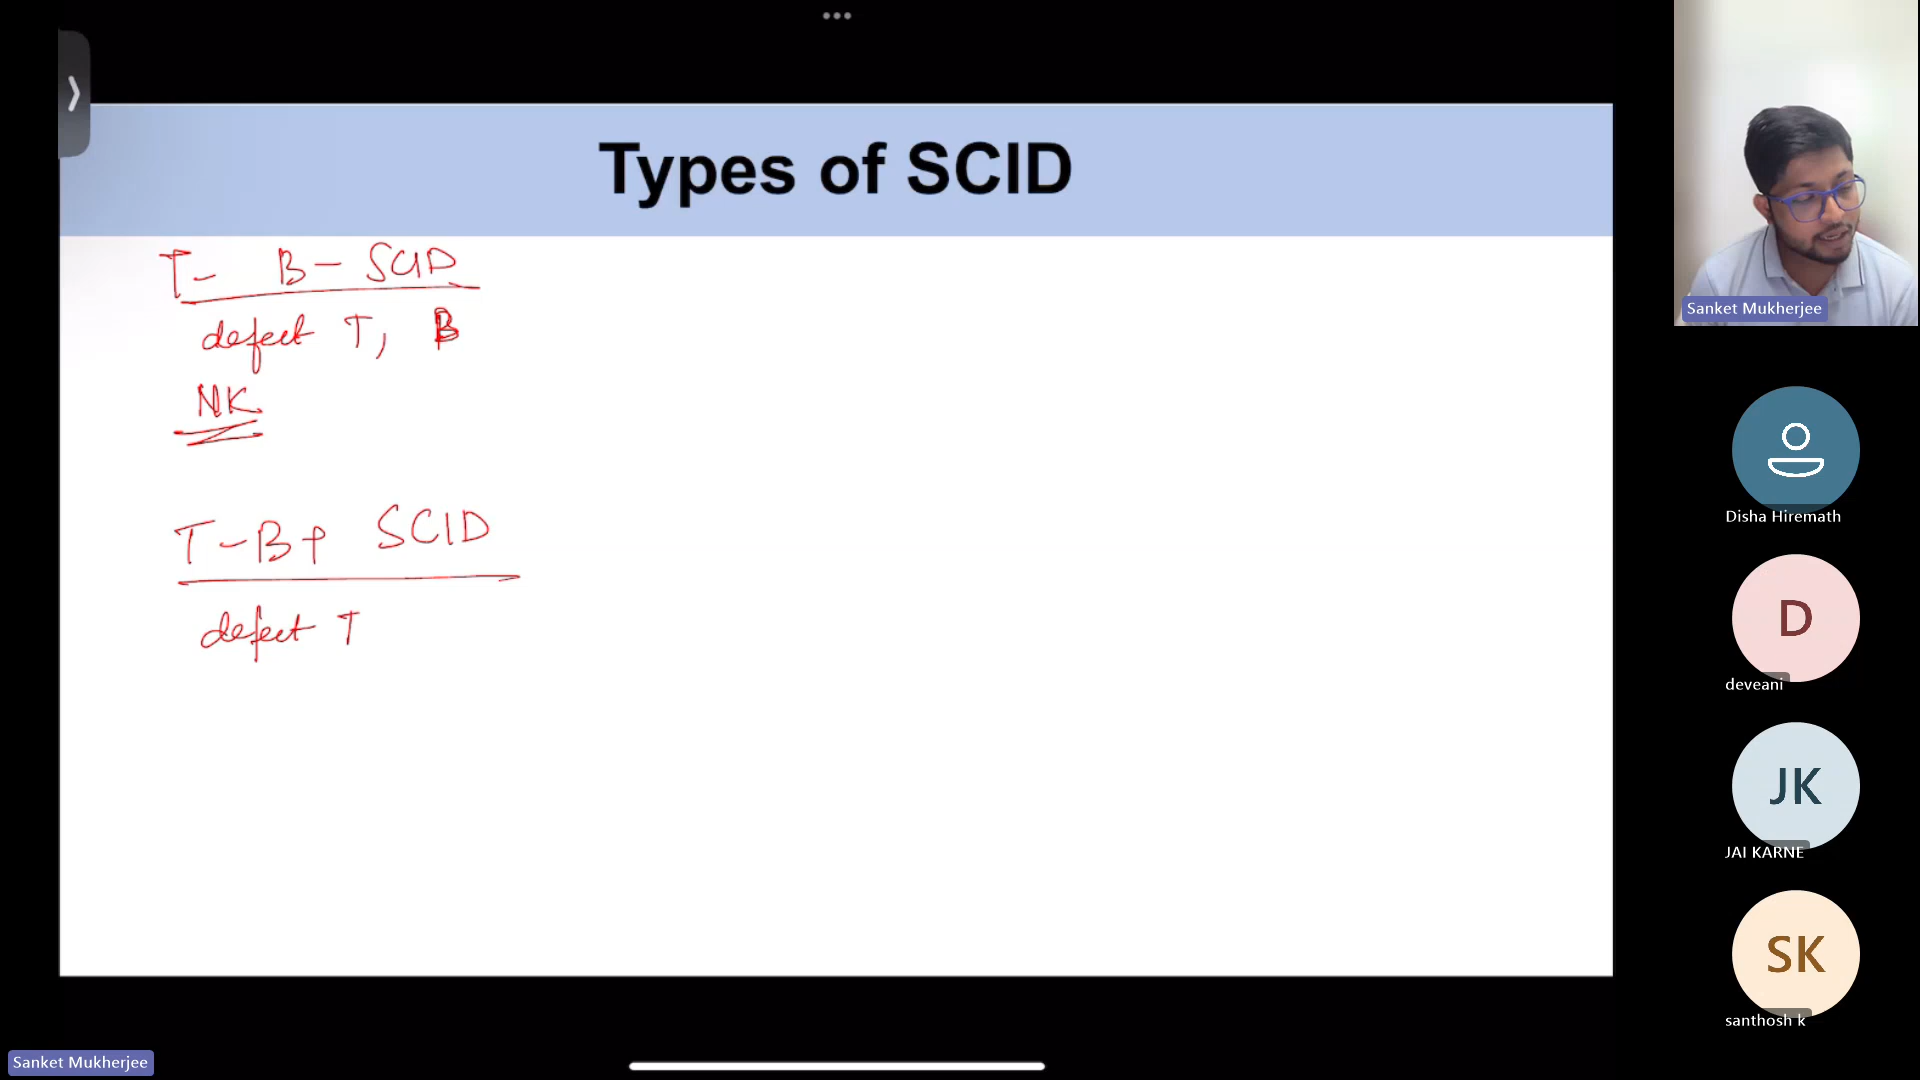 Types of SCID
T- B- SCID
defect T, B
NK
T-B+ SCID
defect T
Sanket Mukherjee
Disha Hiremath
D
deveani
JK
JAI KARNE
SK
santhosh k
Sanket Mukherjee